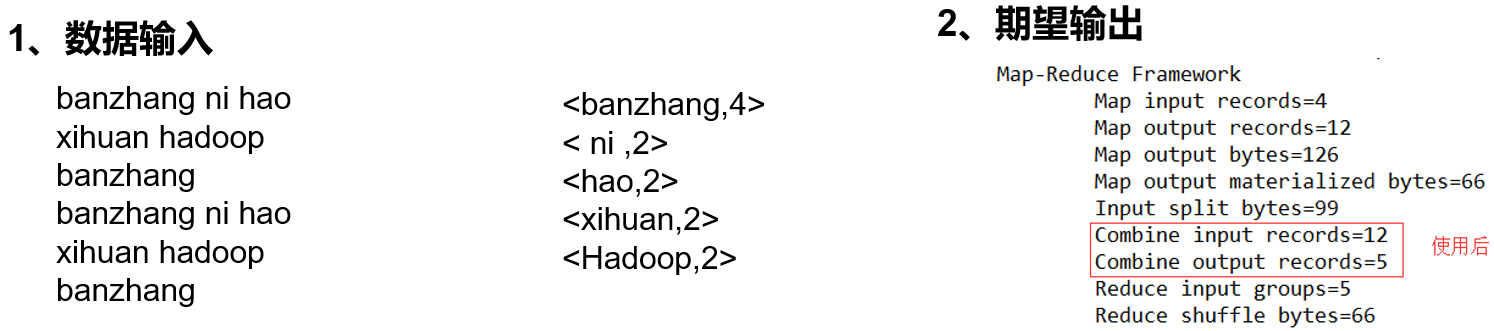 1、数据输入
banzhang ni hao
xihuan hadoop
banzhang
banzhang ni hao
xihuan hadoop
banzhang
<banzhang,4>
< ni ,2>
<hao,2>
<xihuan,2>
<Hadoop,2>
2、期望输出
Map-Reduce Framework
Map input records=4
Map output records=12
Map output bytes=126
Map output materialized bytes=66
Input split bytes=99
Combine input records=12
Combine output records=5
使用后
Reduce input groups=5
Reduce shuffle bytes=66